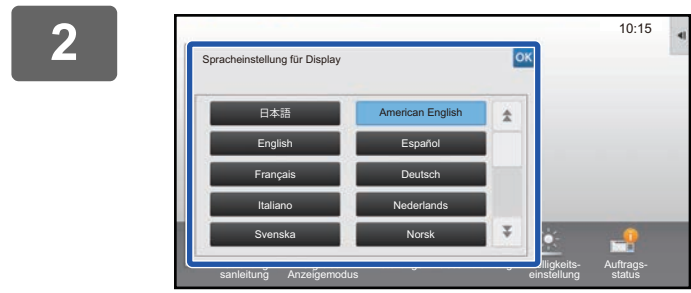 2
10:15
Spracheinstellung für Display
OK
日本語
American English
English
Español
Français
Deutsch
Italiano
Nederlands
Svenska
Norsk
sanleitung
Anzeigemodus
einstellung
Auftrags-
status